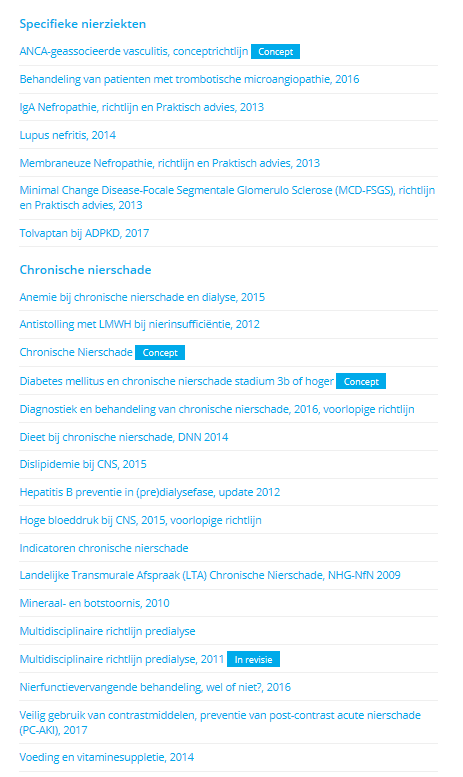 Specifieke nierziekten
ANCA-geassocieerde vasculitis, conceptrichtlijn Concept
Behandeling van patienten met trombotische microangiopathie, 2016
IgA Nefropathie, richtlijn en Praktisch advies, 2013
Lupus nefritis, 2014
Membraneuze Nefropathie, richtlijn en Praktisch advies, 2013
Minimal Change Disease-Focale Segmentale Glomerulo Sclerose (MCD-FSGS), richtlijn
en Praktisch advies, 2013
Tolvaptan bij ADPKD, 2017
Chronische nierschade
Anemie bij chronische nierschade en dialyse, 2015
Antistolling met LMWH bij nierinsufficiëntie, 2012
Chronische Nierschade Concept
Diabetes mellitus en chronische nierschade stadium 3b of hoger Concept
Diagnostiek en behandeling van chronische nierschade, 2016, voorlopige richtlijn
Dieet bij chronische nierschade, DNN 2014
Dislipidemie bij CNS, 2015
Hepatitis B preventie in (pre)dialysefase, update 2012
Hoge bloeddruk bij CNS, 2015, voorlopige richtlijn
Indicatoren chronische nierschade
Landelijke Transmurale Afspraak (LTA) Chronische Nierschade, NHG-NfN 2009
Mineraal- en botstoornis, 2010
Multidisciplinaire richtlijn predialyse
Multidisciplinaire richtlijn predialyse, 2011 In revisie
Nierfunctievervangende behandeling, wel of niet?, 2016
Veilig gebruik van contrastmiddelen, preventie van post-contrast acute nierschade
(PC-AKI), 2017
Voeding en vitaminesuppletie, 2014